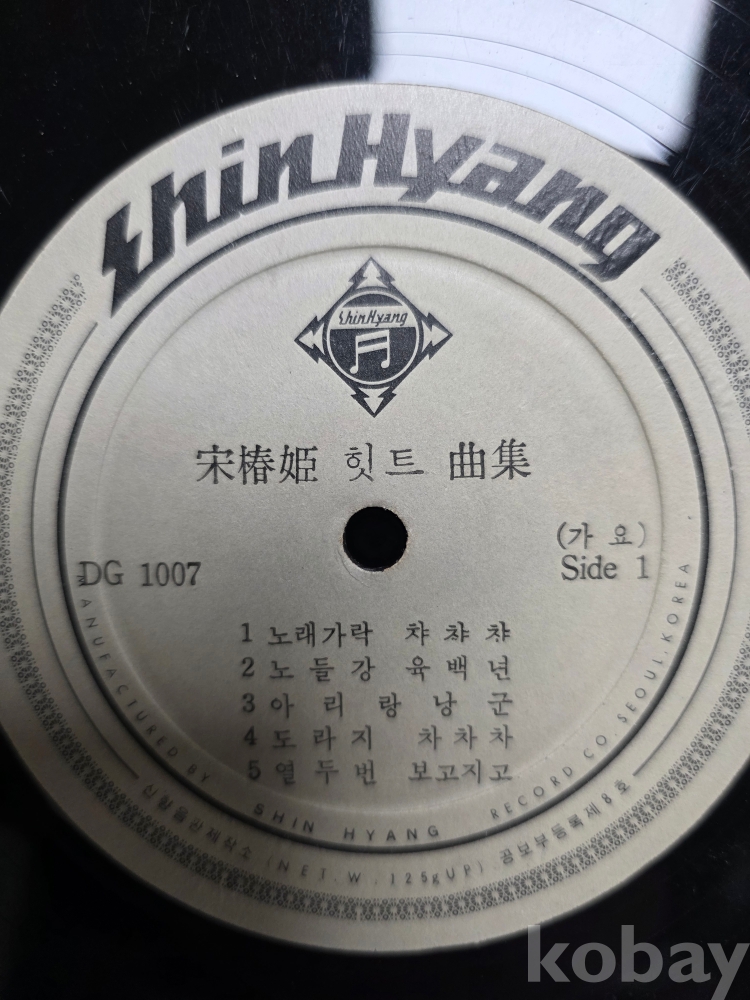 Shin Hyang
Shin Hyang
宋椿姫 힛트 曲集
(가요)
DG 1007
Side 1
1 노래가락 챠챠챠
2 노들강 육백년
3 아리랑낭군
4 도라지 차차차
5 열두번 보고지고
MANUFACTURED BY SHIN HYANG RECORD CO. SEOUL. KOREA
신향음반제작소 (NET. W. 125g UP) 공보부등록제8호
kobay